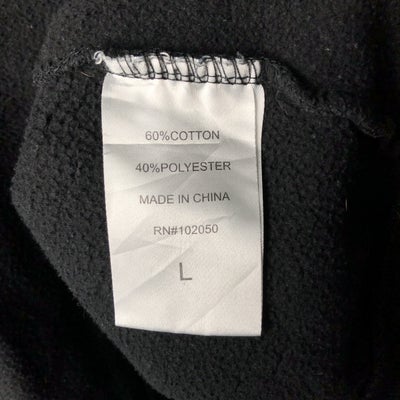 60%COTTON
40%POLYESTER
MADE IN CHINA
RN#102050
L